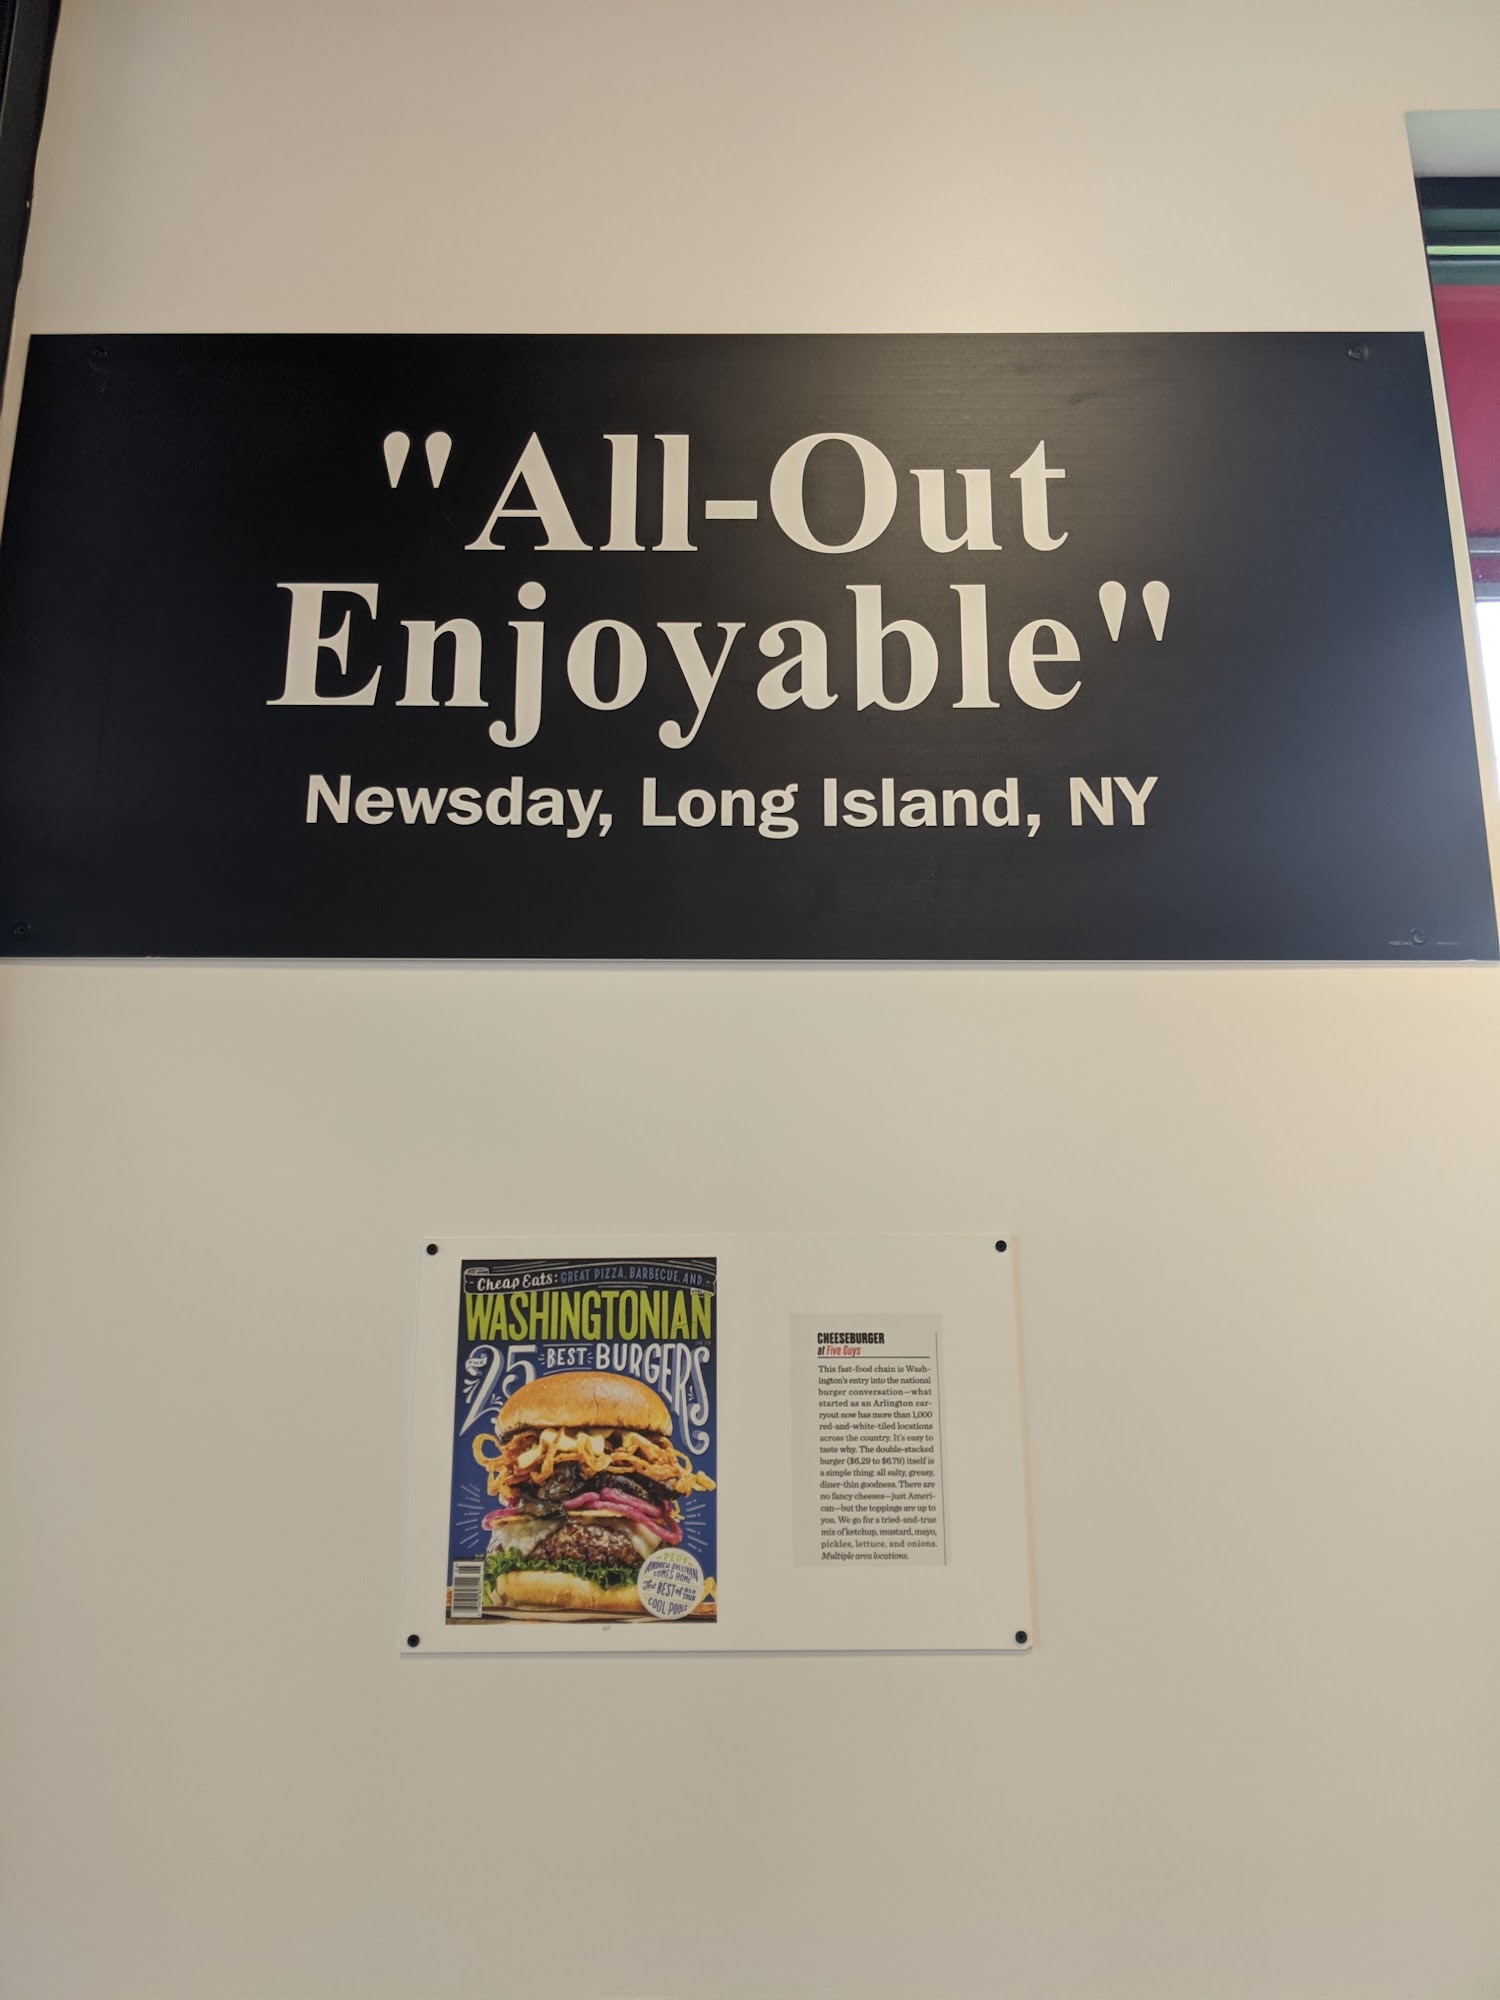 "All-Out
Enjoyable"
Newsday, Long Island, NY
Cheap Eats: GREAT PIZZA, BARBECUE, AND...
WASHINGTONIAN
THE 25 BEST BURGERS
PLUS
ANDREW SULLIVAN
COMES HOME
The BEST of OLD TOWN
COOL POOLS
CHEESEBURGER
at Five Guys
This fast-food chain is Wash-
ington's entry into the national
burger conversation—what
started as an Arlington car-
ryout now has more than 1,000
red-and-white-tiled locations
across the country. It's easy to
taste why. The double-stacked
burger ($6.29 to $6.79) itself is
a simple thing: all salty, greasy,
diner-thin goodness. There are
no fancy cheeses—just Ameri-
can—but the toppings are up to
you. We go for a tried-and-true
mix of ketchup, mustard, mayo,
pickles, lettuce, and onions.
Multiple area locations.